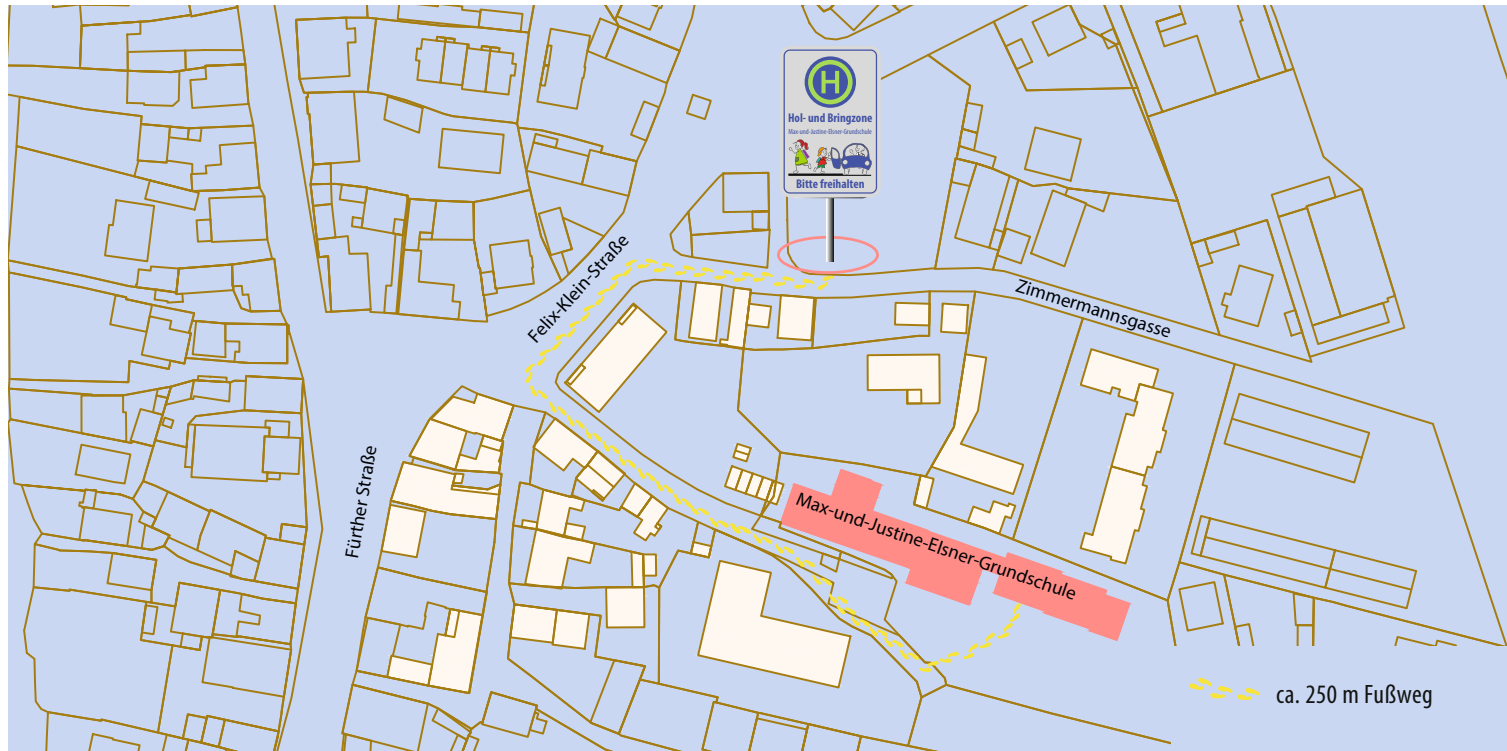 H
Hol- und Bringzone
Max-und-Justine-Elsner-Grundschule
Bitte freihalten
Felix-Klein-Straße
Zimmermannsgasse
Fürther Straße
Max-und-Justine-Elsner-Grundschule
ca. 250 m Fußweg